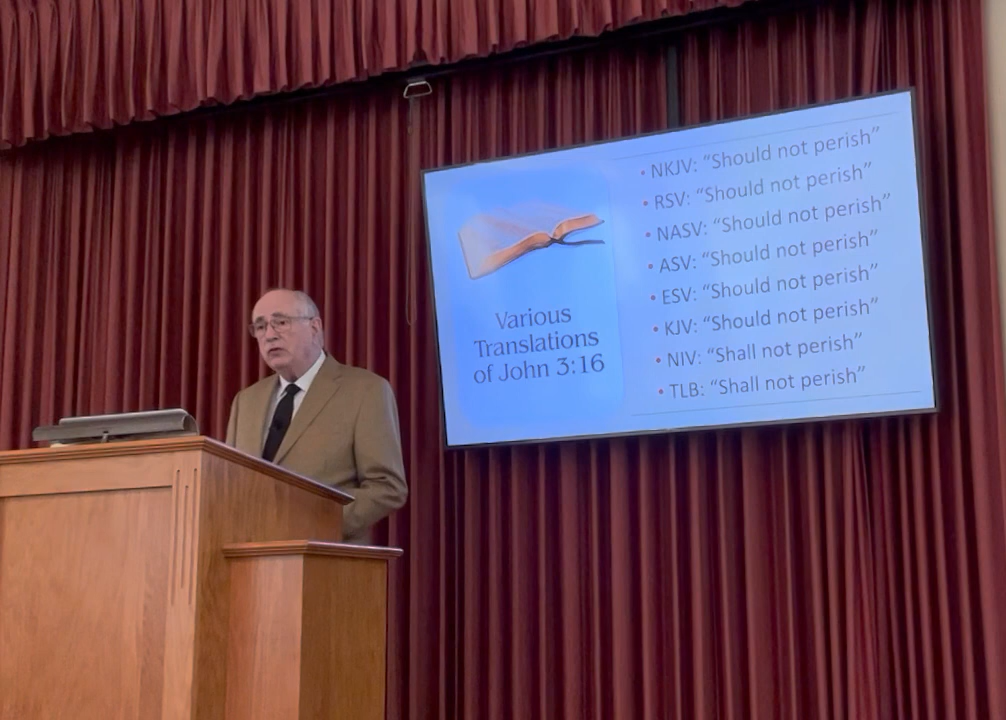 Various
Translations
of John 3:16
• NKJV: “Should not perish”
• RSV: “Should not perish”
• NASV: “Should not perish”
• ASV: “Should not perish”
• ESV: “Should not perish”
• KJV: “Should not perish”
• NIV: “Shall not perish”
• TLB: “Shall not perish”